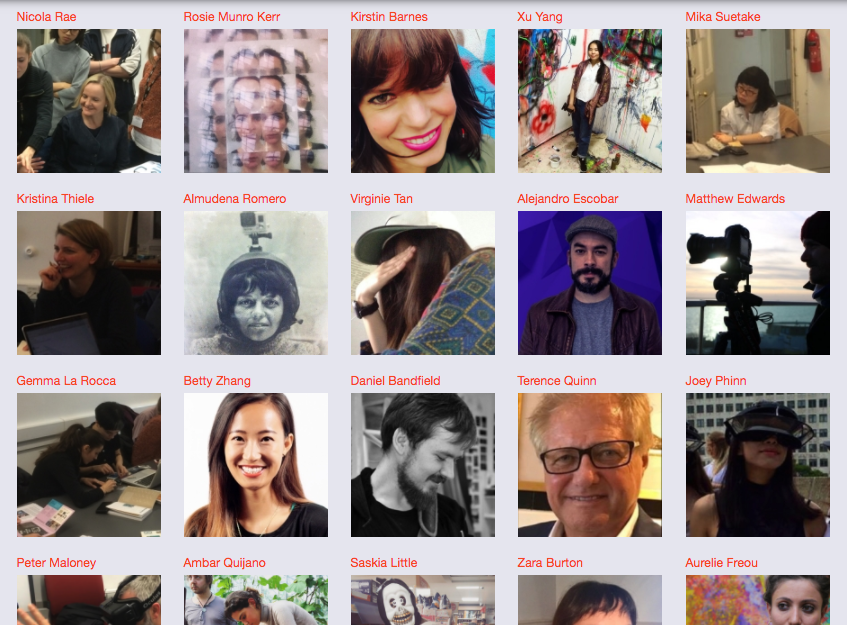 Nicola Rae
Rosie Munro Kerr
Kirstin Barnes
Xu Yang
Mika Suetake
Kristina Thiele
Almudena Romero
Virginie Tan
Alejandro Escobar
Matthew Edwards
Gemma La Rocca
Betty Zhang
Daniel Bandfield
Terence Quinn
Joey Phinn
Peter Maloney
Ambar Quijano
Saskia Little
Zara Burton
Aurelie Freou